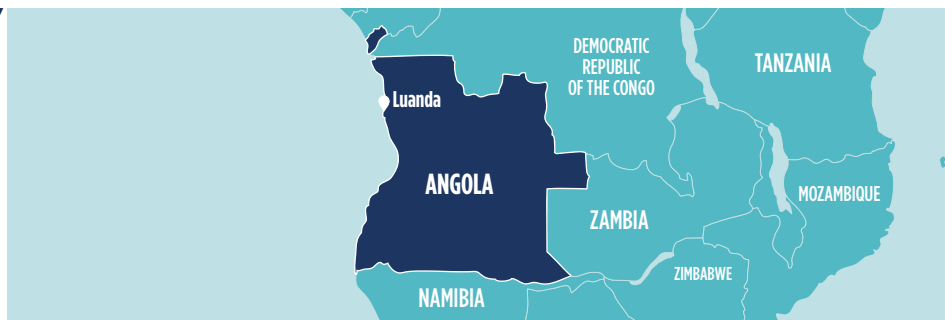 DEMOCRATIC
REPUBLIC
OF THE CONGO
TANZANIA
Luanda
ANGOLA
MOZAMBIQUE
ZAMBIA
ZIMBABWE
NAMIBIA